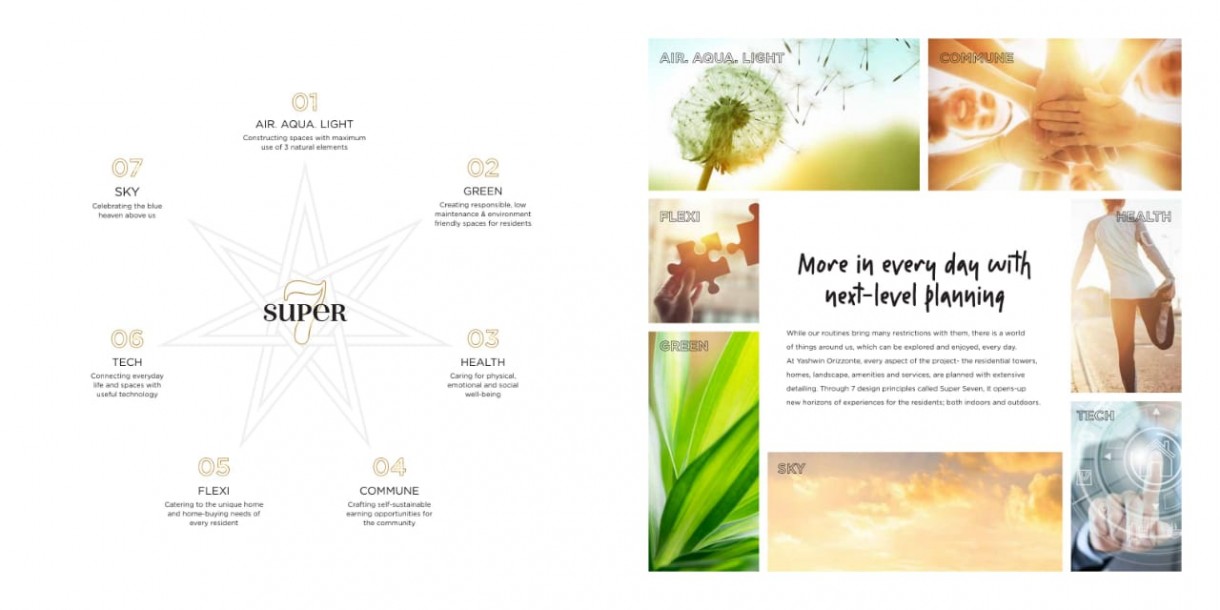 01
AIR. AQUA. LIGHT
Constructing spaces with maximum
use of 3 natural elements
02
GREEN
Creating responsible, low
maintenance & environment
friendly spaces for residents
03
HEALTH
Caring for physical,
emotional and social
well-being
04
COMMUNE
Crafting self-sustainable
earning opportunities for
the community
05
FLEXI
Catering to the unique home
and home-buying needs of
every resident
06
TECH
Connecting everyday
life and spaces with
useful technology
07
SKY
Celebrating the blue
heaven above us
7
SUPER
AIR. AQUA. LIGHT
COMMUNE
FLEXI
HEALTH
More in every day with
next-level planning
While our routines bring many restrictions with them, there is a world
of things around us, which can be explored and enjoyed, every day.
At Yashwin Orizzonte, every aspect of the project- the residential towers,
homes, landscape, amenities and services, are planned with extensive
detailing. Through 7 design principles called Super Seven, it opens-up
new horizons of experiences for the residents; both indoors and outdoors.
GREEN
TECH
SKY